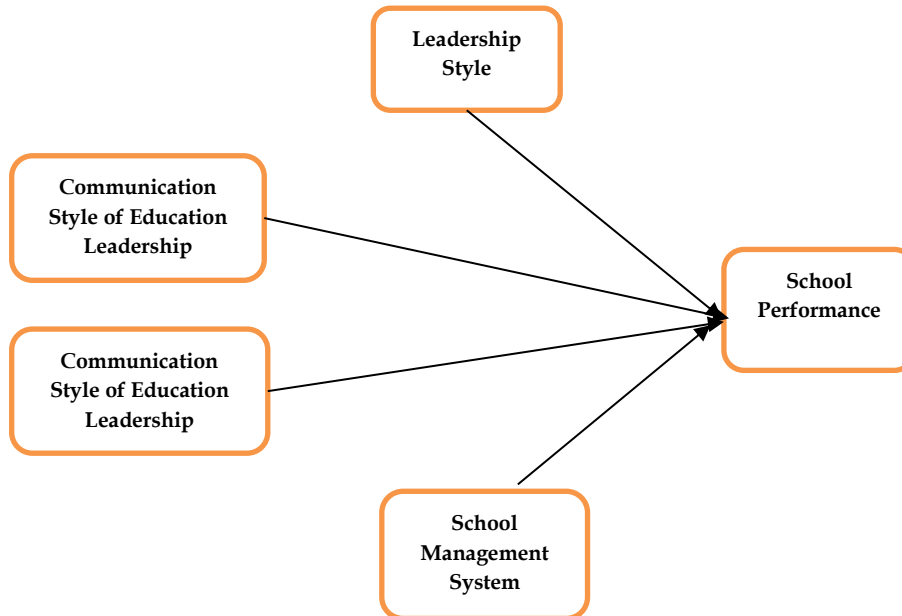 Leadership
Style
Communication
Style of Education
Leadership
School
Performance
Communication
Style of Education
Leadership
School
Management
System